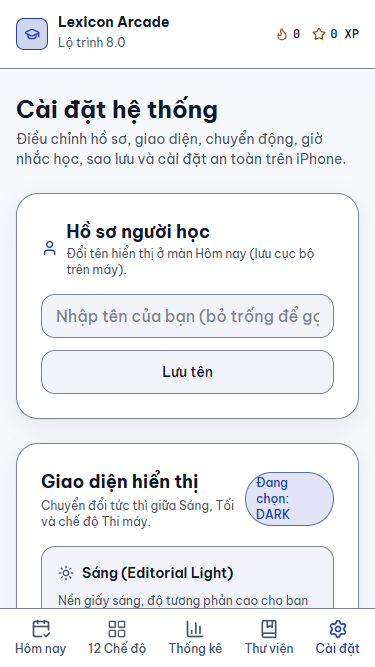 Lexicon Arcade
Lộ trình 8.0
0
0 XP
Cài đặt hệ thống
Điều chỉnh hồ sơ, giao diện, chuyển động, giờ
nhắc học, sao lưu và cài đặt an toàn trên iPhone.
Hồ sơ người học
Đổi tên hiển thị ở màn Hôm nay (lưu cục bộ
trên máy).
Nhập tên của bạn (bỏ trống để gọ
Lưu tên
Giao diện hiển thị
Chuyển đổi tức thì giữa Sáng, Tối
và chế độ Thi máy.
Đang
chọn:
DARK
Sáng (Editorial Light)
Nền giấy sáng, độ tương phản cao cho ban
Hôm nay
12 Chế độ
Thống kê
Thư viện
Cài đặt